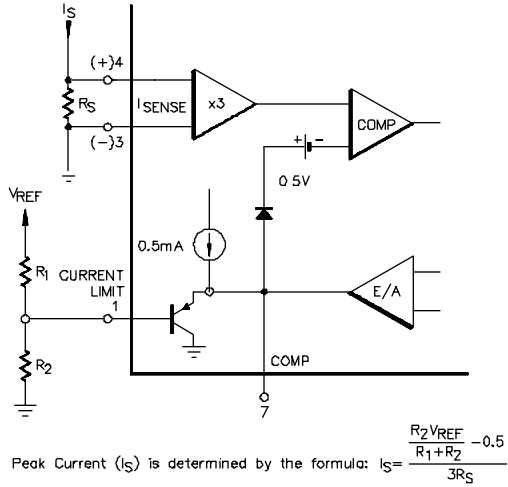 IS
(+)4
RS
ISENSE
x3
(-)3
COMP
+ -
0.5V
VREF
0.5mA
R1
CURRENT
LIMIT
1
E/A
R2
COMP
7
Peak Current (IS) is determined by the formula: IS= R2VREF / R1+R2 -0.5 / 3RS